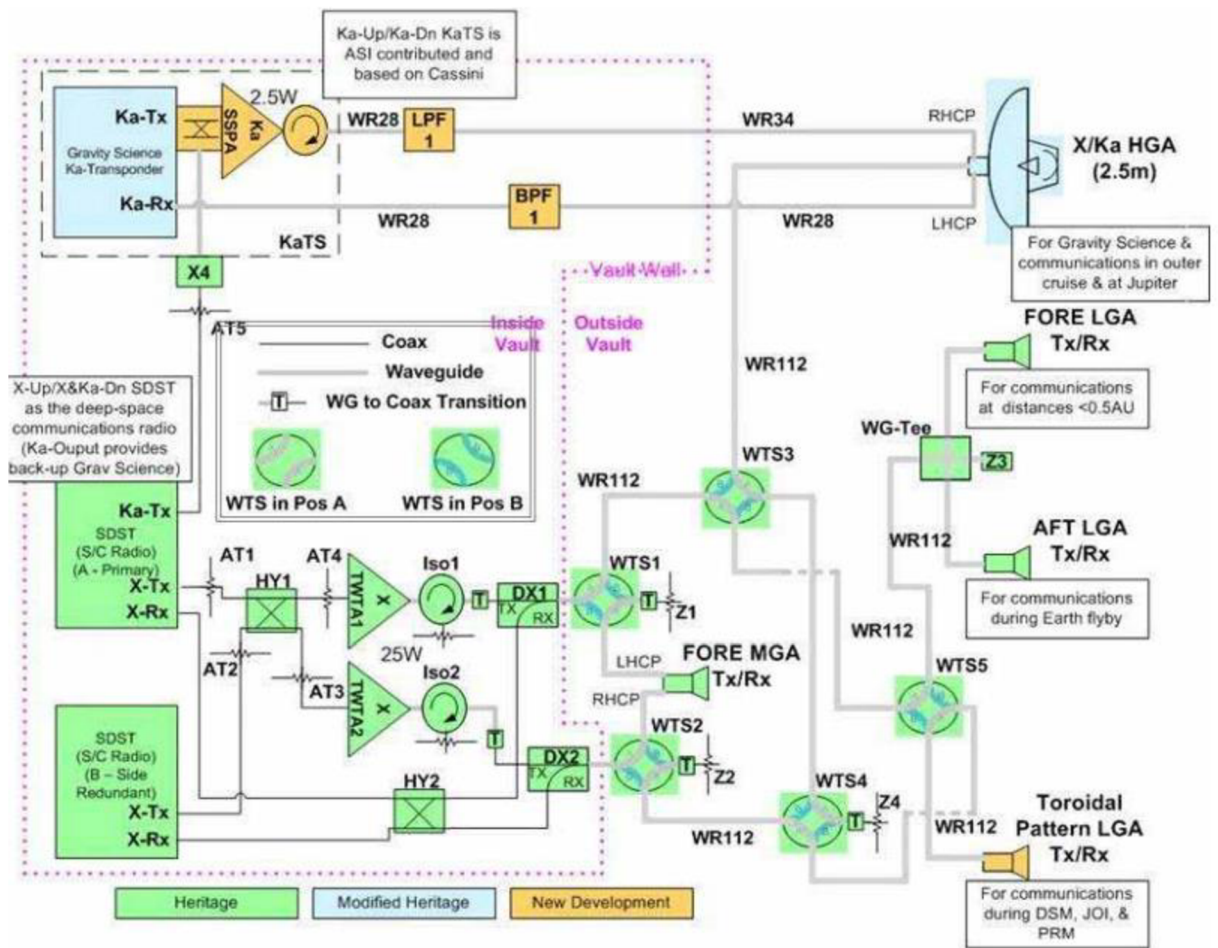 Ka-Up/Ka-Dn KaTS is
ASI contributed and
based on Cassini
2.5W
Ka-Tx
Gravity Science
Ka-Transponder
Ka-Rx
SSPA
Ka
WR28
LPF
1
WR34
RHCP
X/Ka HGA
(2.5m)
WR28
BPF
1
WR28
LHCP
KaTS
X4
AT5
Vault Wall
For Gravity Science &
communications in outer
cruise & at Jupiter
Inside
Vault
Outside
Vault
Coax
Waveguide
T
WG to Coax Transition
WTS in Pos A
WTS in Pos B
FORE LGA
Tx/Rx
For communications
at distances <0.5AU
WR112
WG-Tee
Z3
X-Up/X&Ka-Dn SDST
as the deep-space
communications radio
(Ka-Ouput provides
back-up Grav Science)
WTS3
WR112
Ka-Tx
SDST
(S/C Radio)
(A - Primary)
X-Tx
X-Rx
AT1
AT4
HY1
AT2
AT3
TWTA1
X
Iso1
T
DX1
TX
RX
WTS1
T
Z1
WR112
AFT LGA
Tx/Rx
For communications
during Earth flyby
25W
TWTA2
X
Iso2
T
DX2
TX
RX
LHCP
RHCP
FORE MGA
Tx/Rx
WR112
WTS5
WTS2
T
Z2
SDST
(S/C Radio)
(B – Side
Redundant)
X-Tx
X-Rx
HY2
WTS4
T
Z4
WR112
WR112
Toroidal
Pattern LGA
Tx/Rx
For communications
during DSM, JOI, &
PRM
Heritage
Modified Heritage
New Development